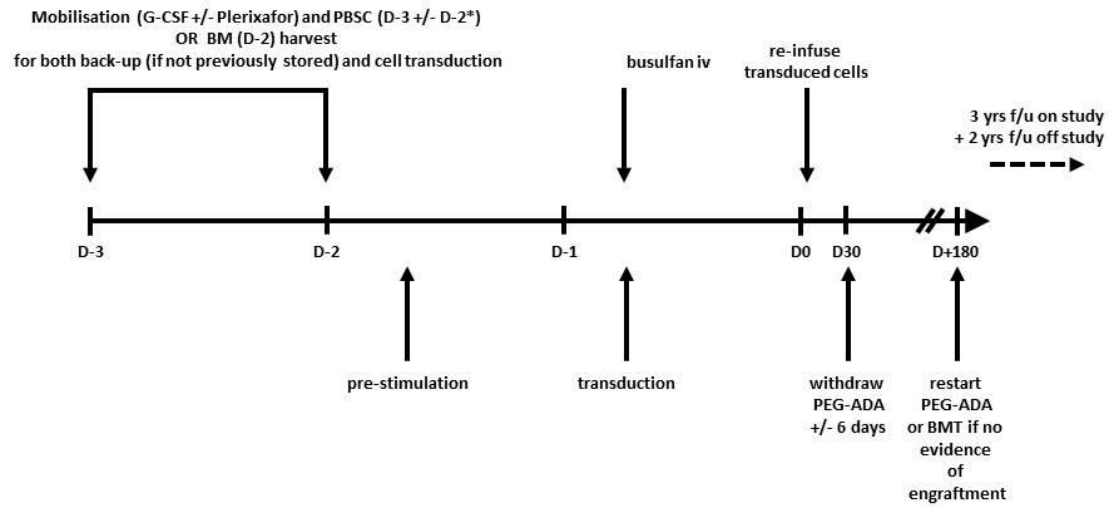 Mobilisation (G-CSF +/- Plerixafor) and PBSC (D-3 +/- D-2*)
OR BM (D-2) harvest
for both back-up (if not previously stored) and cell transduction
busulfan iv
re-infuse
transduced cells
3 yrs f/u on study
+ 2 yrs f/u off study
D-3
D-2
D-1
D0
D30
D+180
pre-stimulation
transduction
withdraw
PEG-ADA
+/- 6 days
restart
PEG-ADA
or BMT if no
evidence
of
engraftment